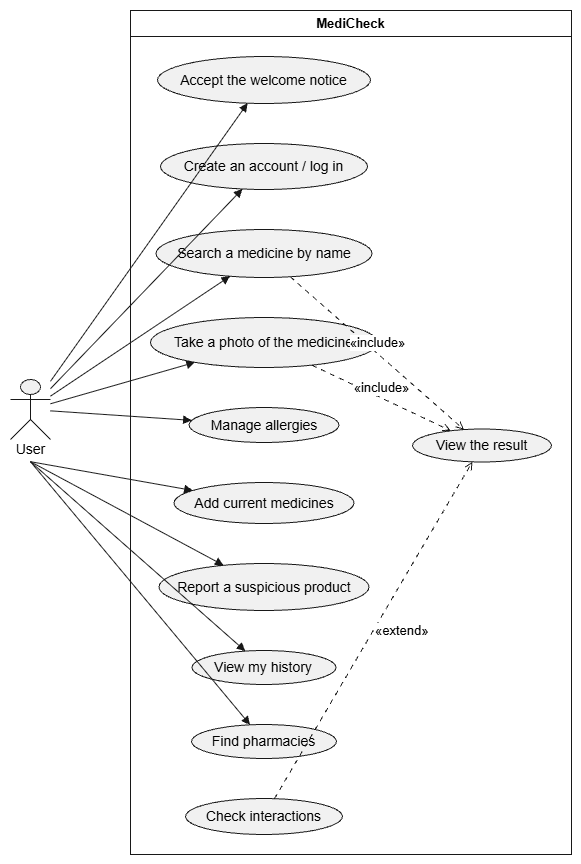 MediCheck
Accept the welcome notice
Create an account / log in
Search a medicine by name
Take a photo of the medicine
«include»
«include»
Manage allergies
User
View the result
Add current medicines
Report a suspicious product
«extend»
View my history
Find pharmacies
Check interactions